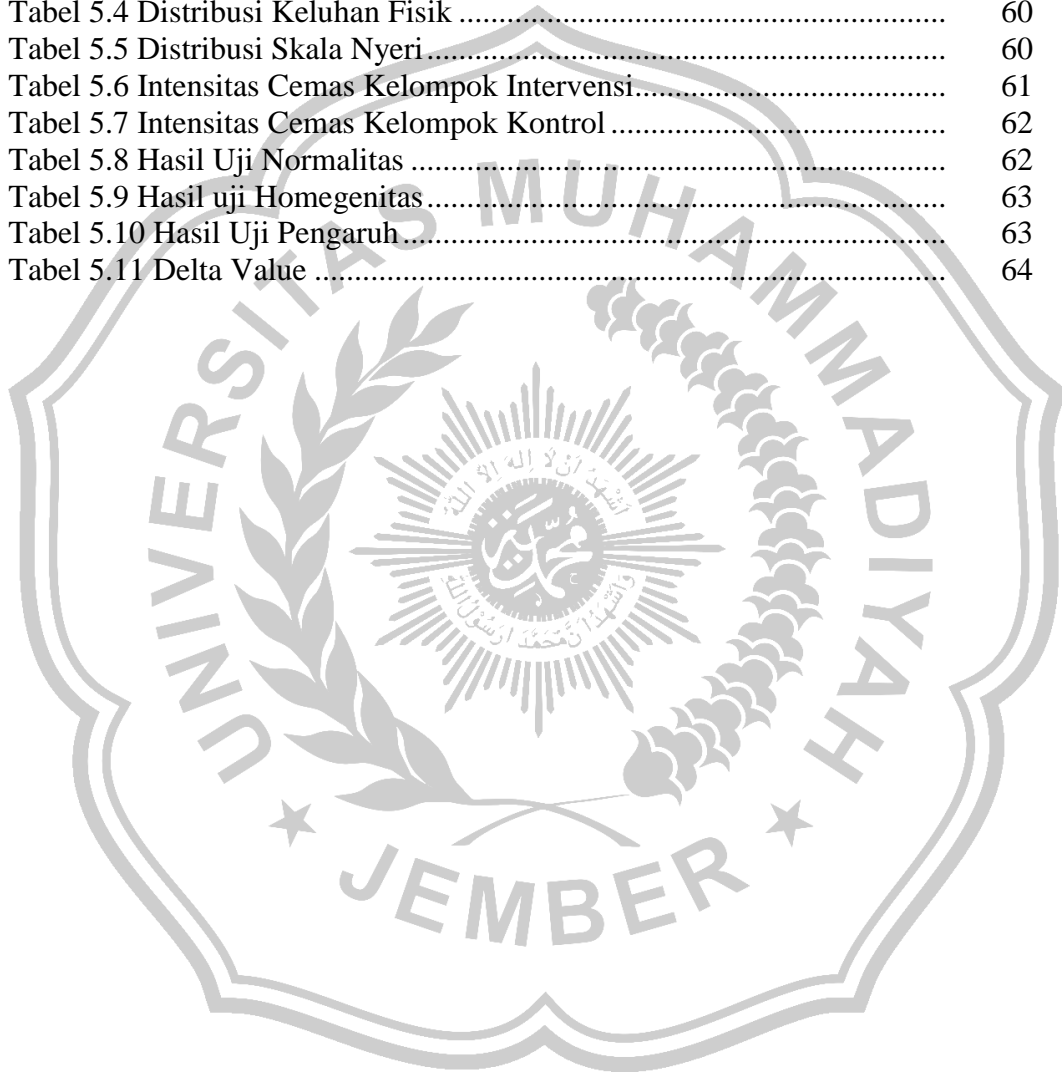 Tabel 5.4 Distribusi Keluhan Fisik ............................................................ 60
Tabel 5.5 Distribusi Skala Nyeri ................................................................ 60
Tabel 5.6 Intensitas Cemas Kelompok Intervensi ...................................... 61
Tabel 5.7 Intensitas Cemas Kelompok Kontrol ......................................... 62
Tabel 5.8 Hasil Uji Normalitas .................................................................. 62
Tabel 5.9 Hasil uji Homegenitas ................................................................ 63
Tabel 5.10 Hasil Uji Pengaruh ................................................................... 63
Tabel 5.11 Delta Value .............................................................................. 64
UNIVERSITAS MUHAMMADIYAH
JEMBER